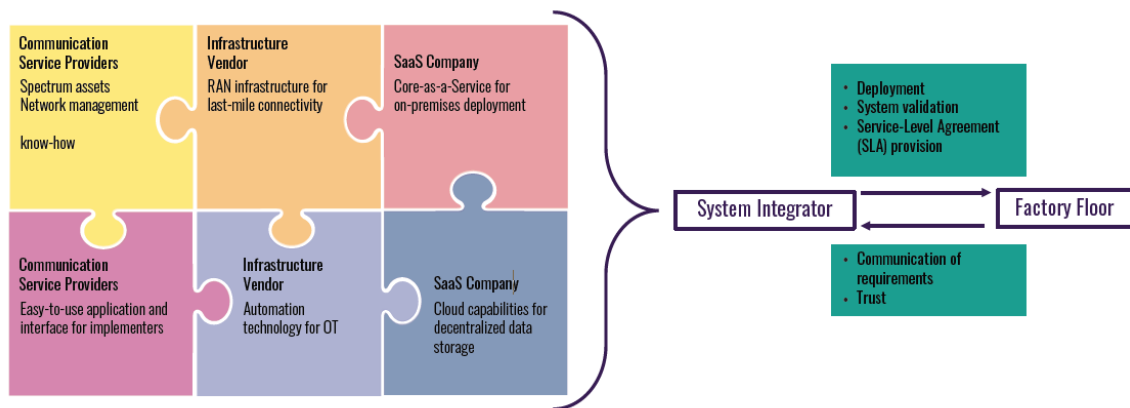 Communication
Service Providers
Spectrum assets
Network management
know-how
Infrastructure
Vendor
RAN infrastructure for
last-mile connectivity
SaaS Company
Core-as-a-Service for
on-premises deployment
Communication
Service Providers
Easy-to-use application and
interface for implementers
Infrastructure
Vendor
Automation
technology for OT
SaaS Company
Cloud capabilities for
decentralized data
storage
System Integrator
• Deployment
• System validation
• Service-Level Agreement
(SLA) provision
Factory Floor
• Communication of
requirements
• Trust